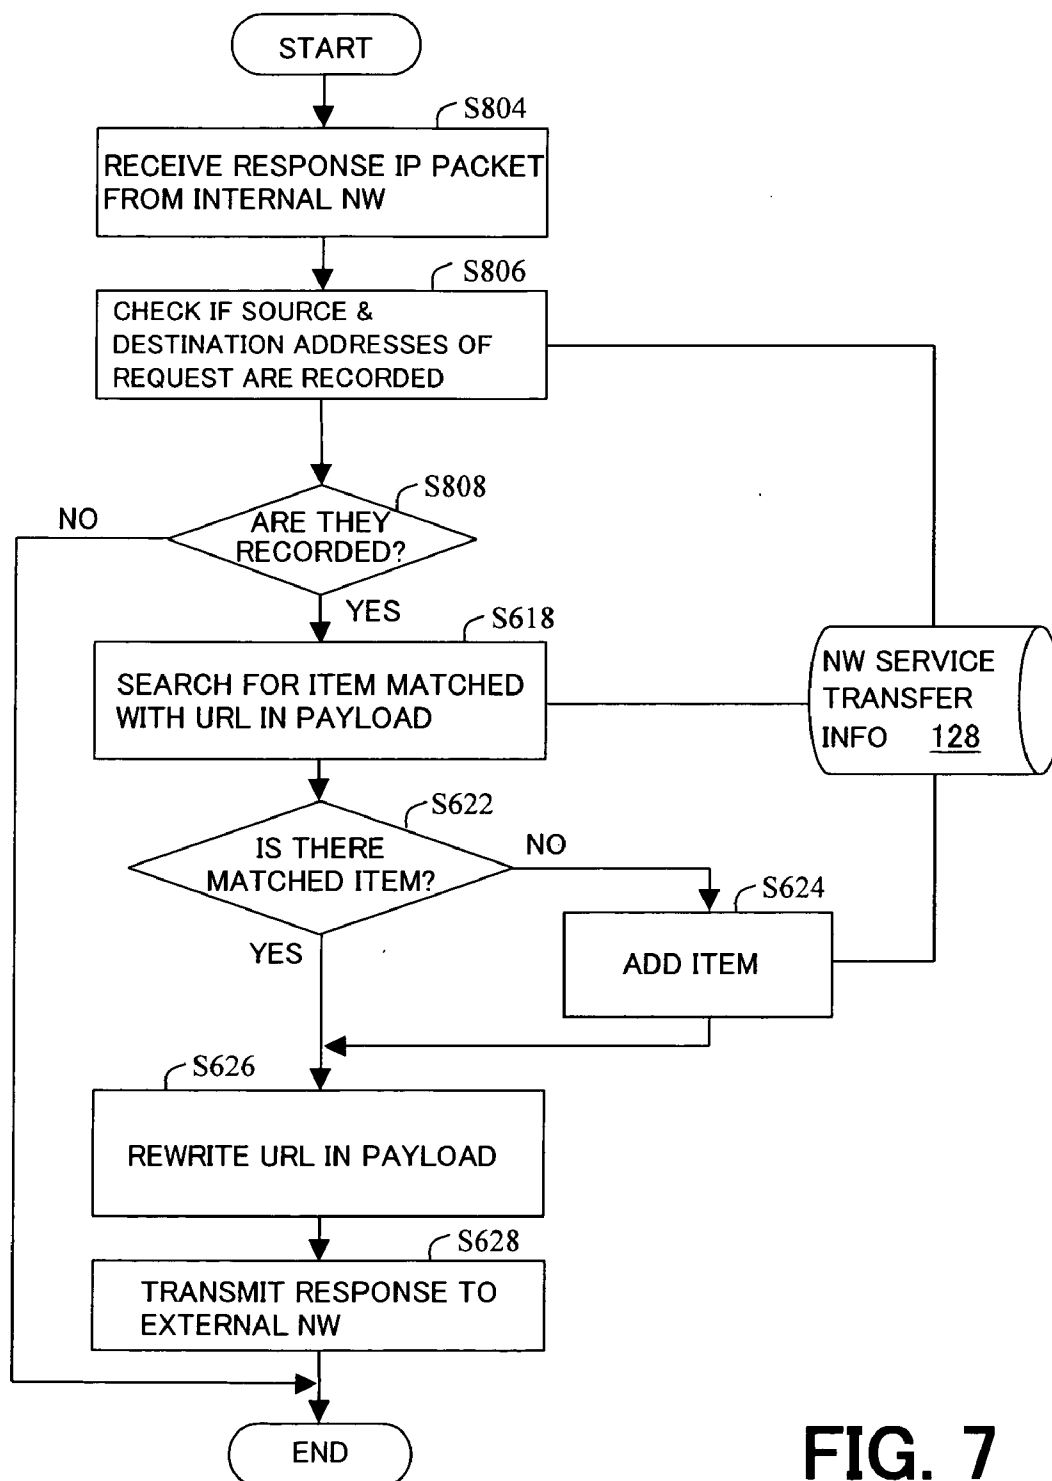 START
S804
RECEIVE RESPONSE IP PACKET
FROM INTERNAL NW
S806
CHECK IF SOURCE &
DESTINATION ADDRESSES OF
REQUEST ARE RECORDED
S808
NO
ARE THEY
RECORDED?
YES
S618
SEARCH FOR ITEM MATCHED
WITH URL IN PAYLOAD
NW SERVICE
TRANSFER
INFO 128
S622
IS THERE
MATCHED ITEM?
NO
S624
YES
ADD ITEM
S626
REWRITE URL IN PAYLOAD
S628
TRANSMIT RESPONSE TO
EXTERNAL NW
END
FIG. 7